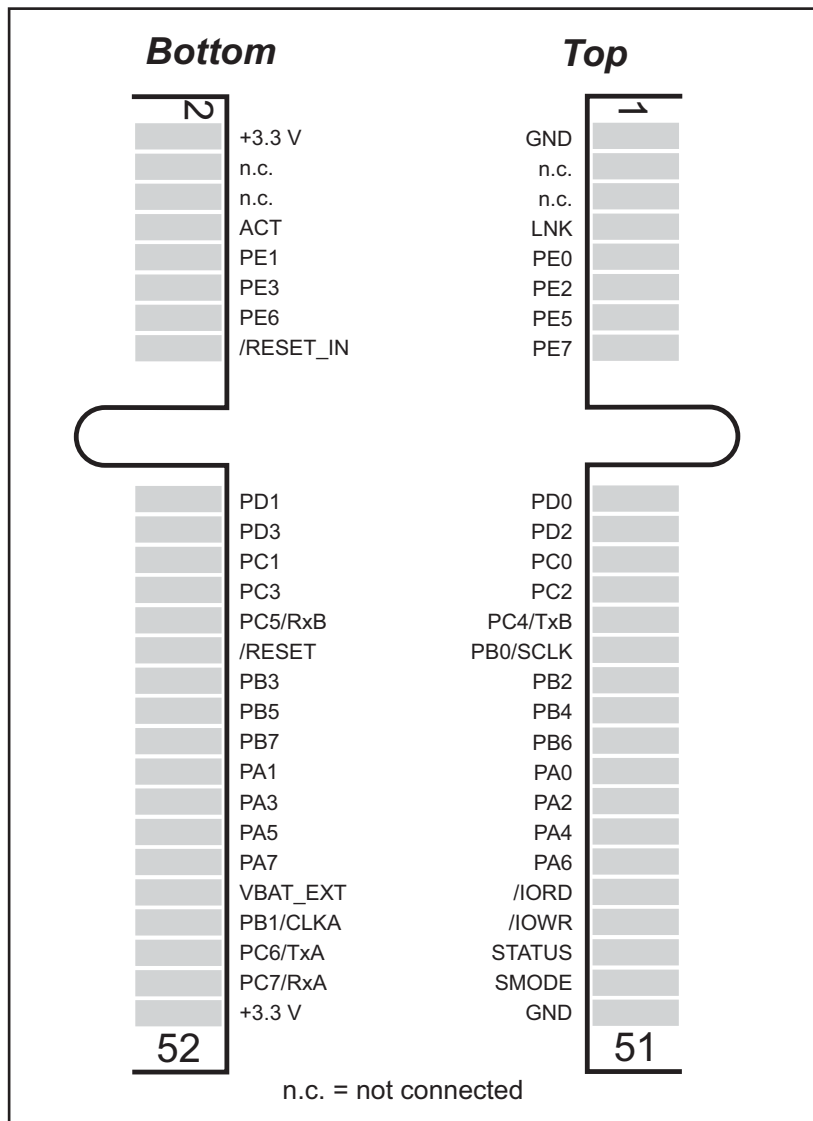 Bottom Top
2 1
+3.3 V GND
n.c. n.c.
n.c. n.c.
ACT LNK
PE1 PE0
PE3 PE2
PE6 PE5
/RESET_IN PE7
PD1 PD0
PD3 PD2
PC1 PC0
PC3 PC2
PC5/RxB PC4/TxB
/RESET PB0/SCLK
PB3 PB2
PB5 PB4
PB7 PB6
PA1 PA0
PA3 PA2
PA5 PA4
PA7 PA6
VBAT_EXT /IORD
PB1/CLKA /IOWR
PC6/TxA STATUS
PC7/RxA SMODE
+3.3 V GND
52 51
n.c. = not connected